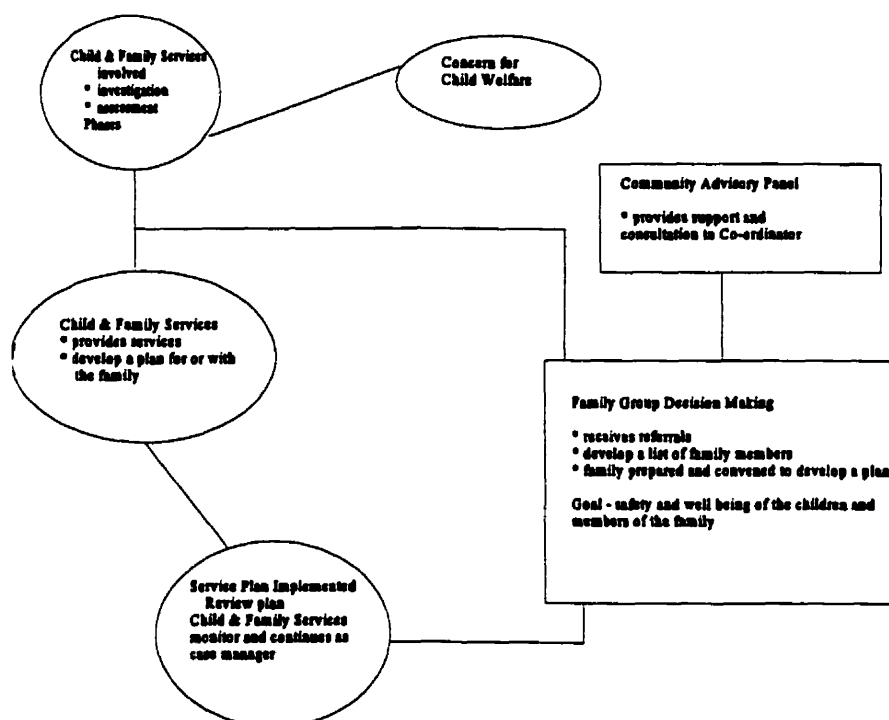 Child & Family Services
involved
* investigation
* assessment
Phases
Concern for
Child Welfare
Community Advisory Panel
* provides support and
consultation to Co-ordinator
Child & Family Services
* provides services
* develop a plan for or with
the family
Family Group Decision Making
* receives referrals
* develop a list of family members
* family prepared and convened to develop a plan
Goal - safety and well being of the children and
members of the family
Service Plan Implemented
Review plan
Child & Family Services
monitor and continues as
case manager